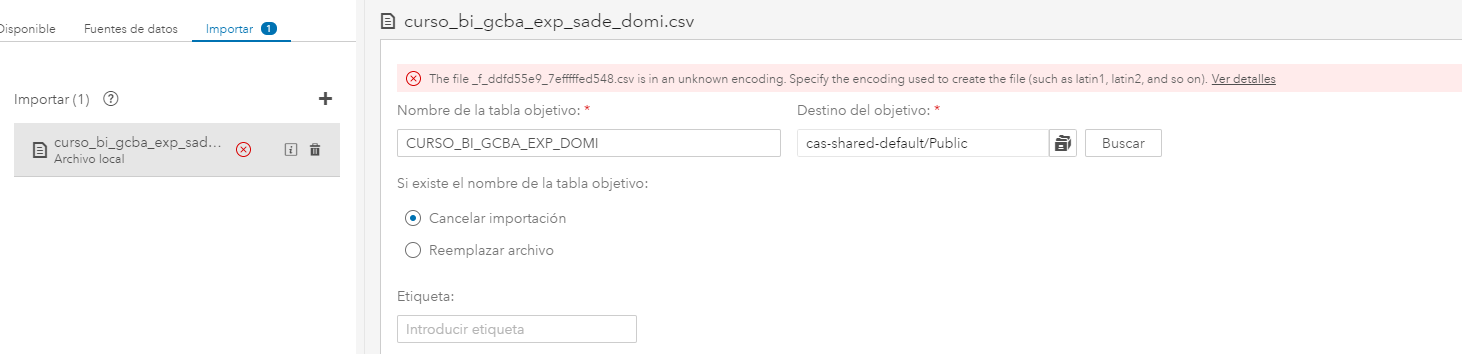 Disponible
Fuentes de datos
Importar 1
Importar (1) ?
curso_bi_gcba_exp_sad...
Archivo local
curso_bi_gcba_exp_sade_domi.csv
The file _f_ddfd55e9_7efffffed548.csv is in an unknown encoding. Specify the encoding used to create the file (such as latin1, latin2, and so on). Ver detalles
Nombre de la tabla objetivo: *
Destino del objetivo: *
CURSO_BI_GCBA_EXP_DOMI
cas-shared-default/Public
Buscar
Si existe el nombre de la tabla objetivo:
Cancelar importación
Reemplazar archivo
Etiqueta:
Introducir etiqueta